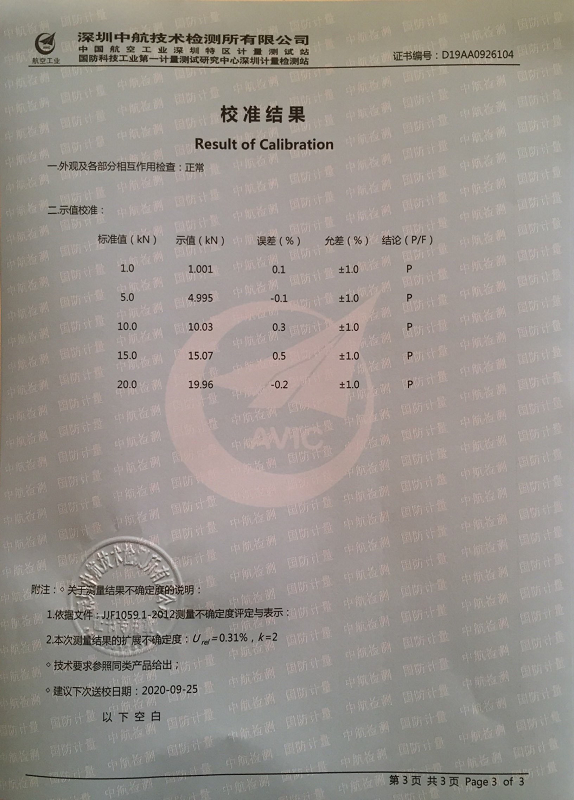 深圳中航技术检测所有限公司
中国航空工业深圳特区计量测试站
国防科技工业第一计量测试研究中心深圳计量检测站
航空工业
证书编号：D19AA0926104
校准结果
Result of Calibration
一.外观及各部分相互作用检查：正常
二.示值校准：
标准值（kN） 示值（kN） 误差（%） 允差（%） 结论（P/F）
1.0 1.001 0.1 ±1.0 P
5.0 4.995 -0.1 ±1.0 P
10.0 10.03 0.3 ±1.0 P
15.0 15.07 0.5 ±1.0 P
20.0 19.96 -0.2 ±1.0 P
AVIC
附注：◇关于测量结果不确定度的说明：
1.依据文件：JJF1059.1-2012测量不确定度评定与表示；
2.本次测量结果的扩展不确定度：U rel＝0.31%，k=2
◇技术要求参照同类产品给出；
◇建议下次送校日期：2020-09-25
以下空白
第 3 页 共 3 页 Page 3 of 3